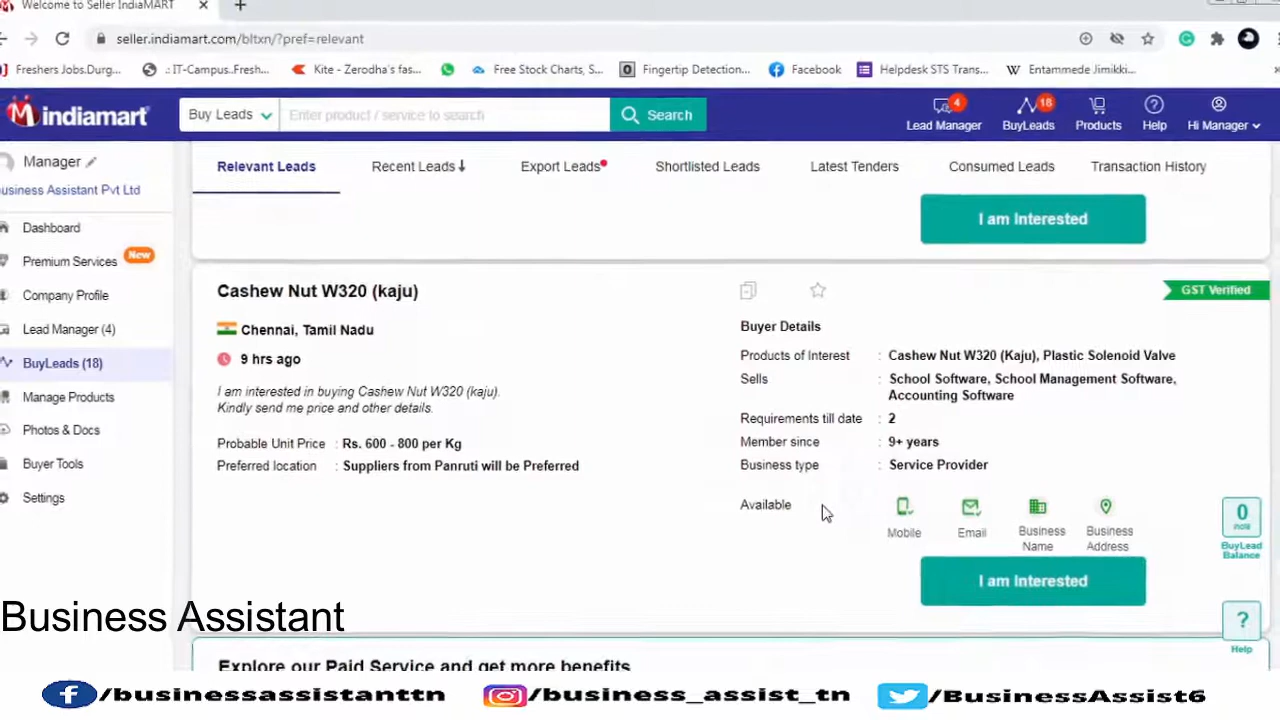 Welcome to Seller IndiaMART
seller.indiamart.com/bltxn/?pref=relevant
Freshers Jobs.Durg...
.: IT-Campus..Fresh...
Kite - Zerodha's fas...
Free Stock Charts, S...
Fingertip Detection...
Facebook
Helpdesk STS Trans...
Entammede Jimikki...
indiamart
Buy Leads
Enter product / service to search
Search
4
Lead Manager
18
BuyLeads
Products
Help
Hi Manager
Manager
usiness Assistant Pvt Ltd
Dashboard
Premium Services
New
Company Profile
Lead Manager (4)
BuyLeads (18)
Manage Products
Photos & Docs
Buyer Tools
Settings
Relevant Leads
Recent Leads
Export Leads
Shortlisted Leads
Latest Tenders
Consumed Leads
Transaction History
I am Interested
Cashew Nut W320 (kaju)
GST Verified
Chennai, Tamil Nadu
9 hrs ago
I am interested in buying Cashew Nut W320 (kaju).
Kindly send me price and other details.
Probable Unit Price : Rs. 600 - 800 per Kg
Preferred location : Suppliers from Panruti will be Preferred
Buyer Details
Products of Interest : Cashew Nut W320 (Kaju), Plastic Solenoid Valve
Sells : School Software, School Management Software,
Accounting Software
Requirements till date : 2
Member since : 9+ years
Business type : Service Provider
Available
Mobile
Email
Business
Name
Business
Address
I am Interested
0
BuyLead
Balance
?
Help
Business Assistant
Explore our Paid Service and get more benefits
/businessassistanttn
/business_assist_tn
/BusinessAssist6